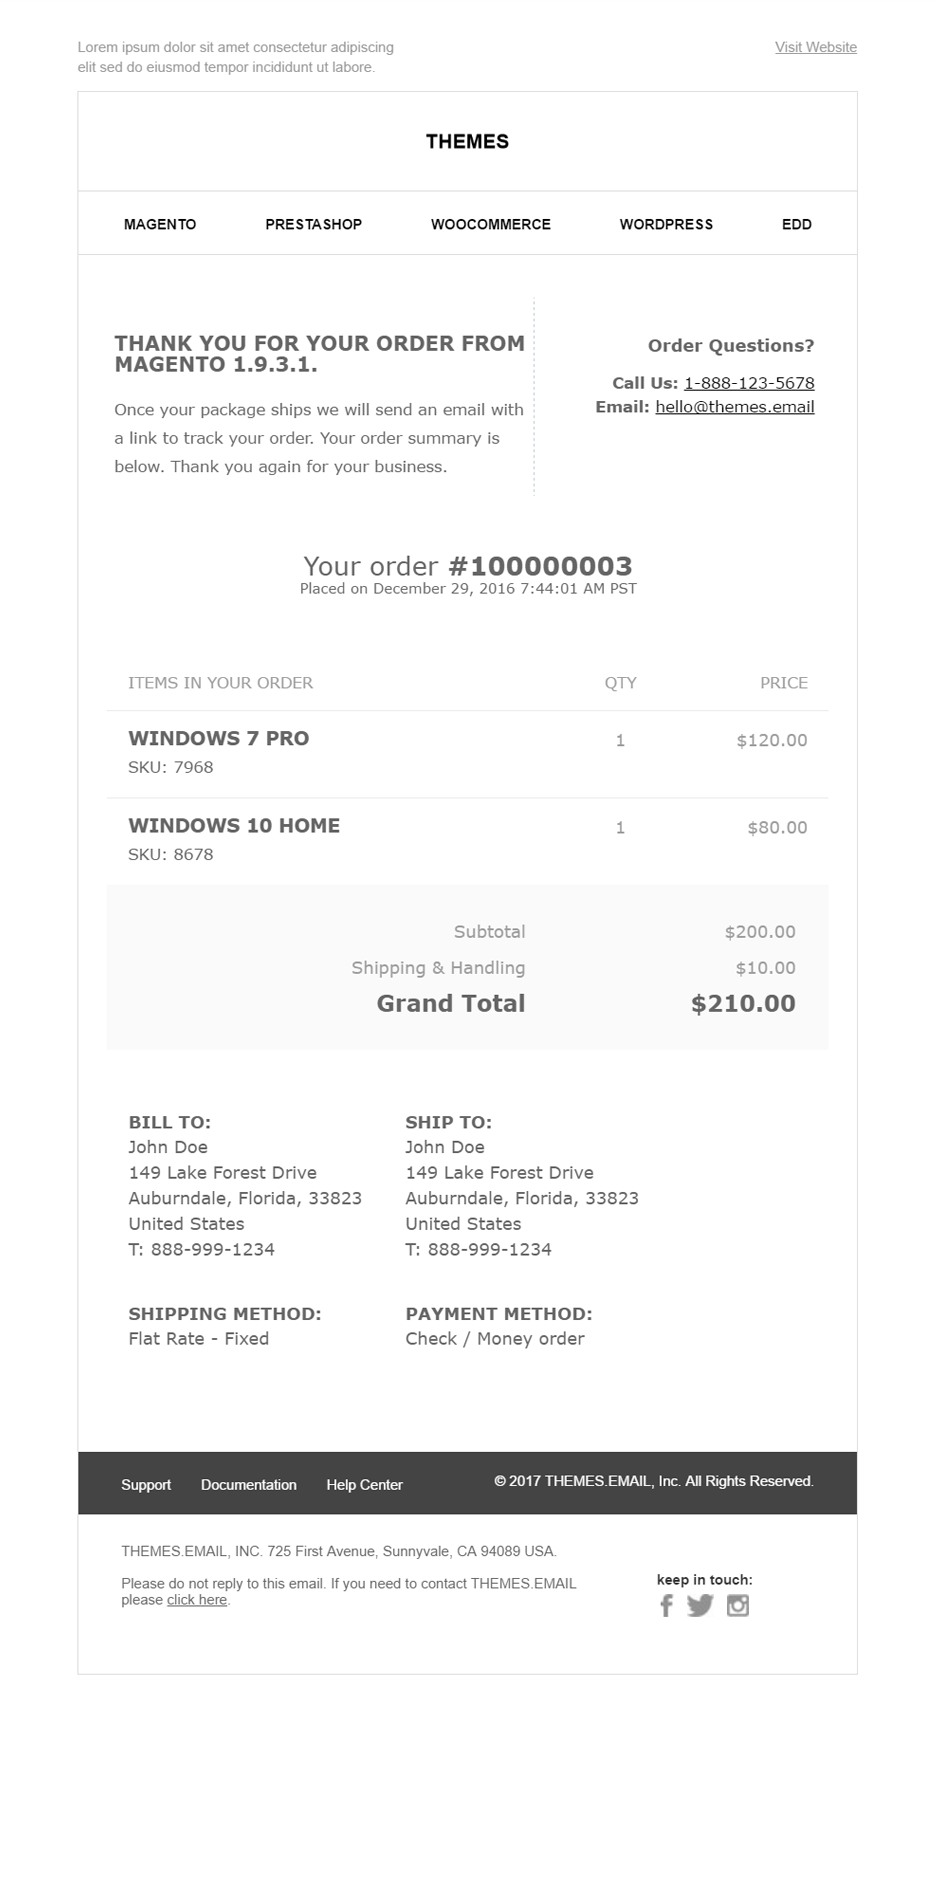 Lorem ipsum dolor sit amet consectetur adipiscing
elit sed do eiusmod tempor incididunt ut labore.
Visit Website
THEMES
MAGENTO PRESTASHOP WOOCOMMERCE WORDPRESS EDD
THANK YOU FOR YOUR ORDER FROM
MAGENTO 1.9.3.1.
Once your package ships we will send an email with
a link to track your order. Your order summary is
below. Thank you again for your business.
Order Questions?
Call Us: 1-888-123-5678
Email: hello@themes.email
Your order #100000003
Placed on December 29, 2016 7:44:01 AM PST
ITEMS IN YOUR ORDER QTY PRICE
WINDOWS 7 PRO 1 $120.00
SKU: 7968
WINDOWS 10 HOME 1 $80.00
SKU: 8678
Subtotal $200.00
Shipping & Handling $10.00
Grand Total $210.00
BILL TO:
John Doe
149 Lake Forest Drive
Auburndale, Florida, 33823
United States
T: 888-999-1234
SHIP TO:
John Doe
149 Lake Forest Drive
Auburndale, Florida, 33823
United States
T: 888-999-1234
SHIPPING METHOD:
Flat Rate - Fixed
PAYMENT METHOD:
Check / Money order
Support Documentation Help Center © 2017 THEMES.EMAIL, Inc. All Rights Reserved.
THEMES.EMAIL, INC. 725 First Avenue, Sunnyvale, CA 94089 USA.
Please do not reply to this email. If you need to contact THEMES.EMAIL
please click here.
keep in touch: